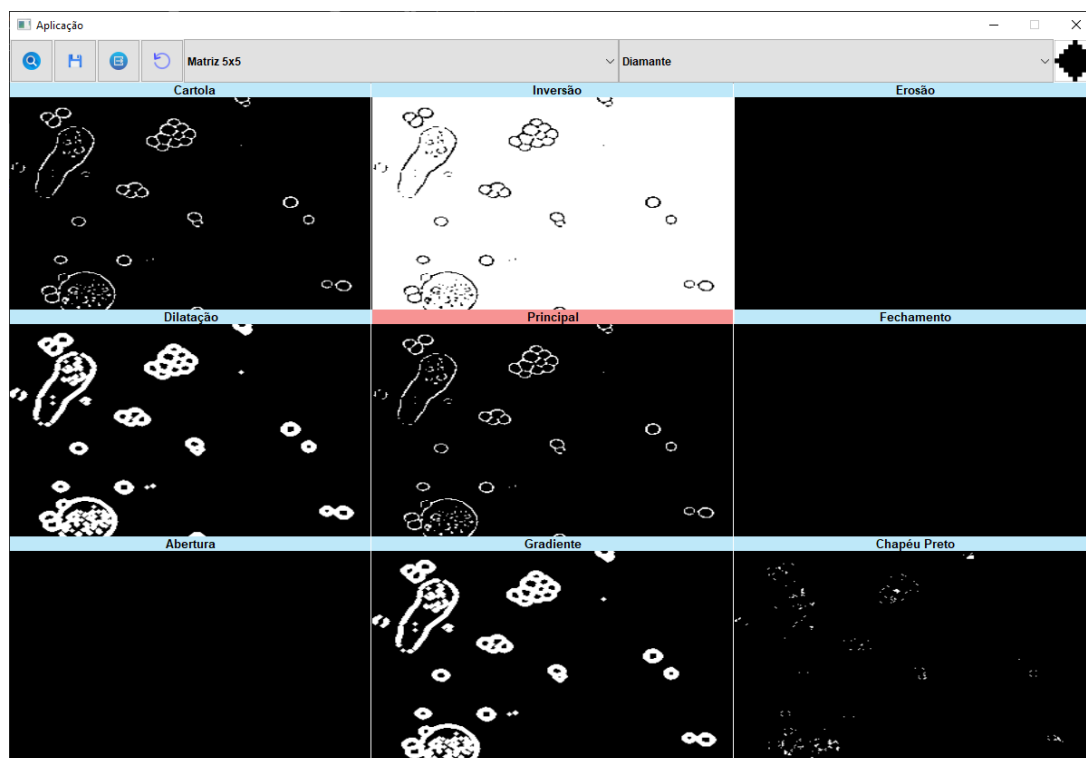 Aplicação
Matriz 5x5
Diamante
Cartola
Inversão
Erosão
Dilatação
Principal
Fechamento
Abertura
Gradiente
Chapéu Preto